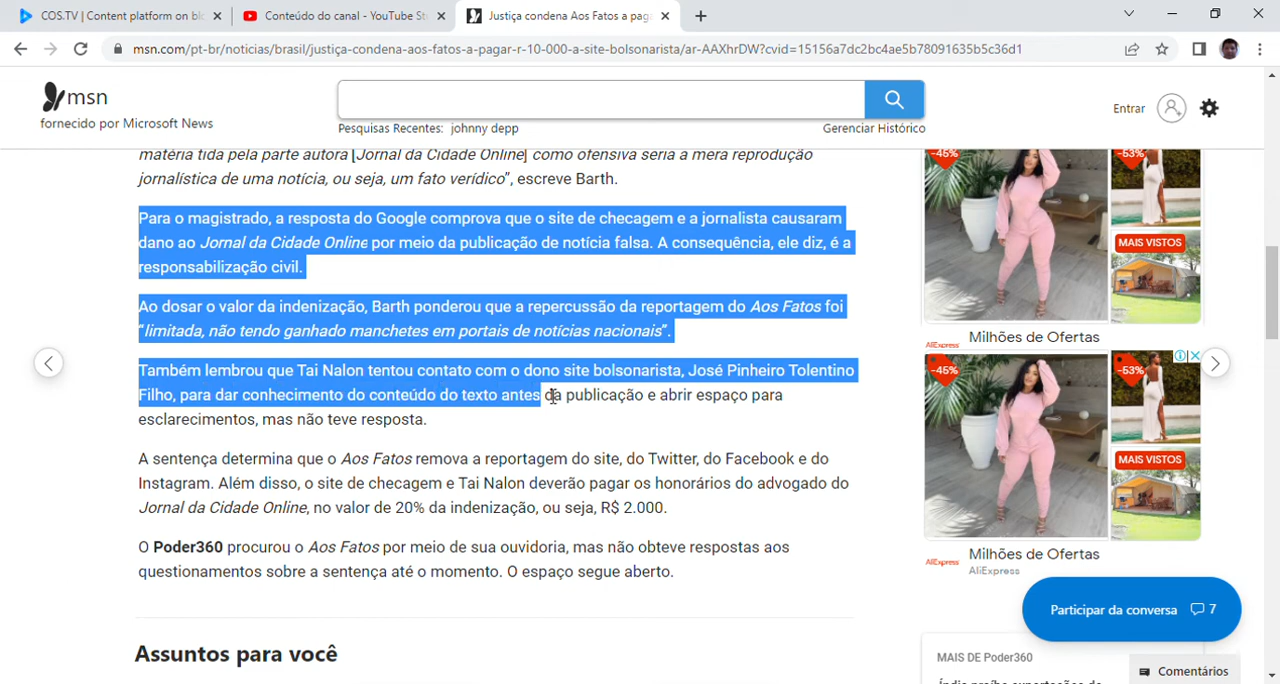 COS.TV | Content platform on blo
Conteúdo do canal - YouTube St
Justiça condena Aos Fatos a pag
msn.com/pt-br/noticias/brasil/justiça-condena-aos-fatos-a-pagar-r-10-000-a-site-bolsonarista/ar-AAXhrDW?cvid=15156a7dc2bc4ae5b78091635b5c36d1
msn
fornecido por Microsoft News
Pesquisas Recentes: johnny depp
Gerenciar Histórico
Entrar
matéria tida pela parte autora [Jornal da Cidade Online] como ofensiva seria a mera reprodução
jornalística de uma notícia, ou seja, um fato verídico”, escreve Barth.
Para o magistrado, a resposta do Google comprova que o site de checagem e a jornalista causaram
dano ao Jornal da Cidade Online por meio da publicação de notícia falsa. A consequência, ele diz, é a
responsabilização civil.
Ao dosar o valor da indenização, Barth ponderou que a repercussão da reportagem do Aos Fatos foi
“limitada, não tendo ganhado manchetes em portais de notícias nacionais”.
Também lembrou que Tai Nalon tentou contato com o dono site bolsonarista, José Pinheiro Tolentino
Filho, para dar conhecimento do conteúdo do texto antes da publicação e abrir espaço para
esclarecimentos, mas não teve resposta.
A sentença determina que o Aos Fatos remova a reportagem do site, do Twitter, do Facebook e do
Instagram. Além disso, o site de checagem e Tai Nalon deverão pagar os honorários do advogado do
Jornal da Cidade Online, no valor de 20% da indenização, ou seja, R$ 2.000.
O Poder360 procurou o Aos Fatos por meio de sua ouvidoria, mas não obteve respostas aos
questionamentos sobre a sentença até o momento. O espaço segue aberto.
Assuntos para você
-45%
-53%
MAIS VISTOS
AliExpress
Milhões de Ofertas
-45%
-53%
MAIS VISTOS
AliExpress
Milhões de Ofertas
AliExpress
Participar da conversa 7
MAIS DE Poder360
Comentários